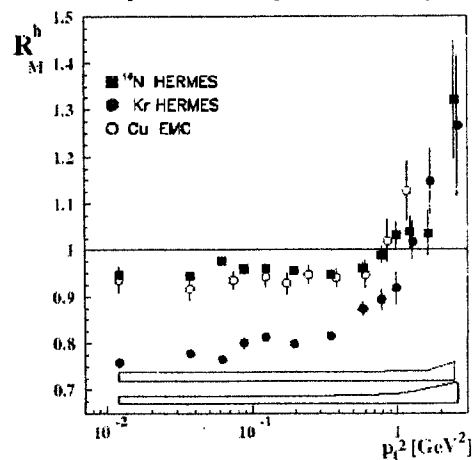 R_M^h
■ ¹⁴N HERMES
● Kr HERMES
○ Cu EMC
1.5
1.4
1.3
1.2
1.1
1
0.9
0.8
0.7
10⁻² 10⁻¹ 1
p_t² [GeV²]